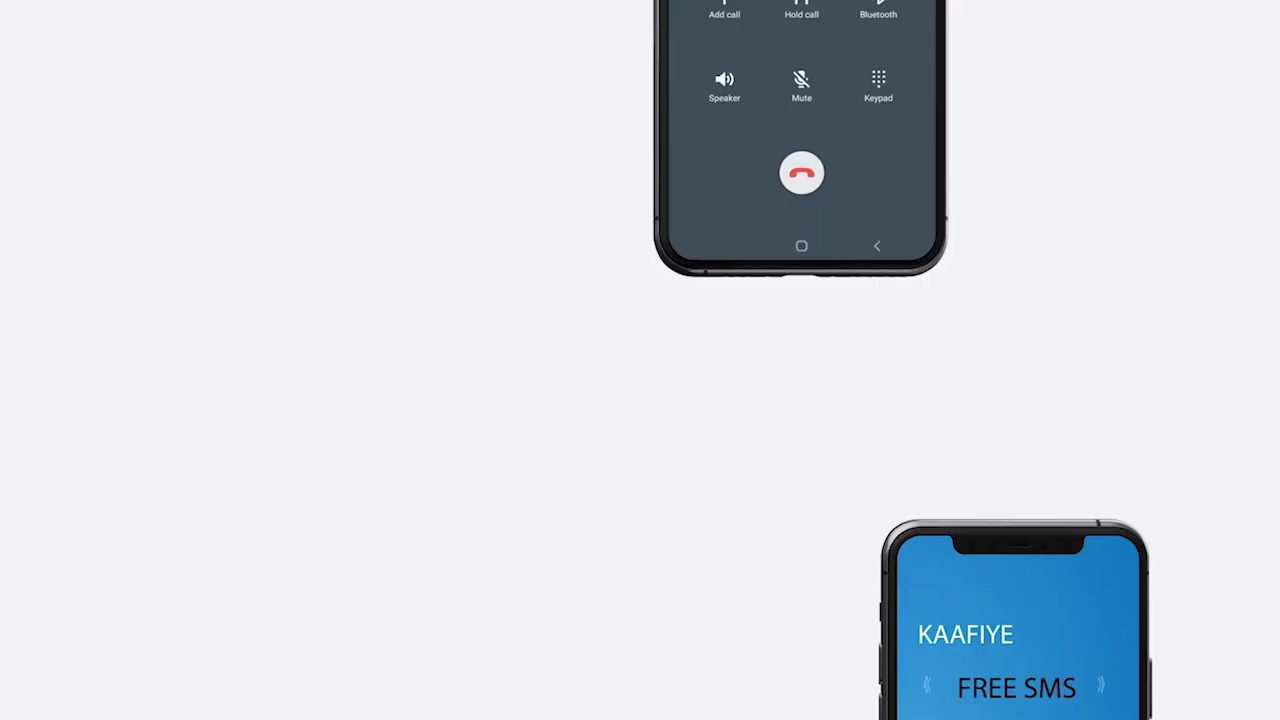 Add call Hold call Bluetooth
Speaker Mute Keypad
KAAFIYE
FREE SMS